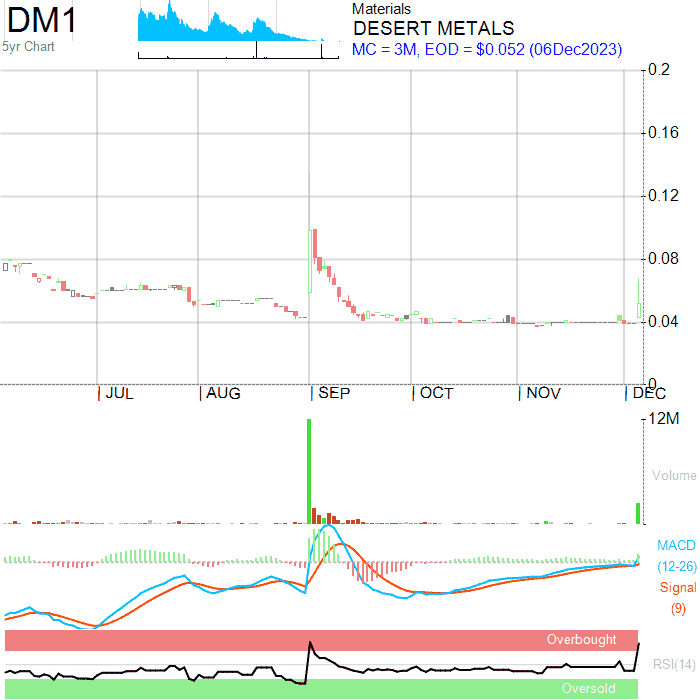 DM1
5yr Chart
Materials
DESERT METALS
MC = 3M, EOD = $0.052 (06Dec2023)
0.2
0.16
0.12
0.08
0.04
0
JUL AUG SEP OCT NOV DEC
12M
Volume
MACD
(12-26)
Signal
(9)
Overbought
RSI(14)
Oversold